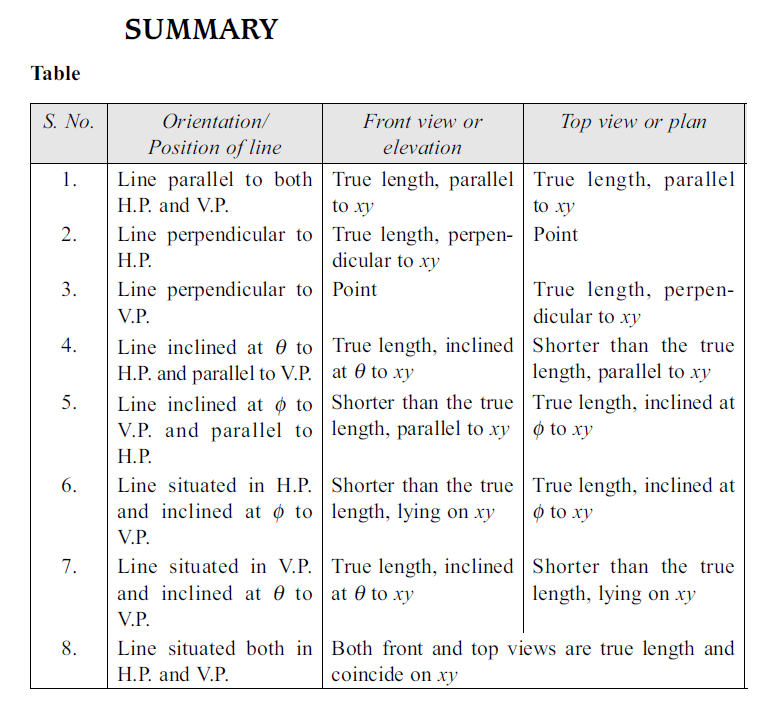 SUMMARY
Table
S. No. Orientation/ Front view or Top view or plan
Position of line elevation
1. Line parallel to both True length, parallel True length, parallel
H.P. and V.P. to xy to xy
2. Line perpendicular to True length, perpen- Point
H.P. dicular to xy
3. Line perpendicular to Point True length, perpen-
V.P. dicular to xy
4. Line inclined at θ to True length, inclined Shorter than the true
H.P. and parallel to V.P. at θ to xy length, parallel to xy
5. Line inclined at ϕ to Shorter than the true True length, inclined at
V.P. and parallel to length, parallel to xy ϕ to xy
H.P.
6. Line situated in H.P. Shorter than the true True length, inclined at
and inclined at ϕ to length, lying on xy ϕ to xy
V.P.
7. Line situated in V.P. True length, inclined Shorter than the true
and inclined at θ to at θ to xy length, lying on xy
V.P.
8. Line situated both in Both front and top views are true length and
H.P. and V.P. coincide on xy